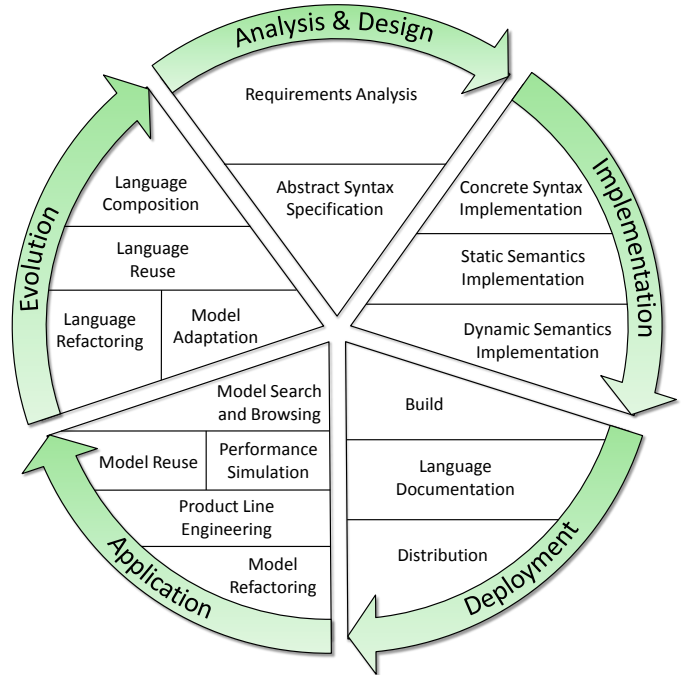 Analysis & Design
Requirements Analysis
Abstract Syntax
Specification
Implementation
Concrete Syntax
Implementation
Static Semantics
Implementation
Dynamic Semantics
Implementation
Deployment
Build
Language
Documentation
Distribution
Application
Model Search
and Browsing
Model Reuse
Performance
Simulation
Product Line
Engineering
Model
Refactoring
Evolution
Language
Composition
Language
Reuse
Language
Refactoring
Model
Adaptation